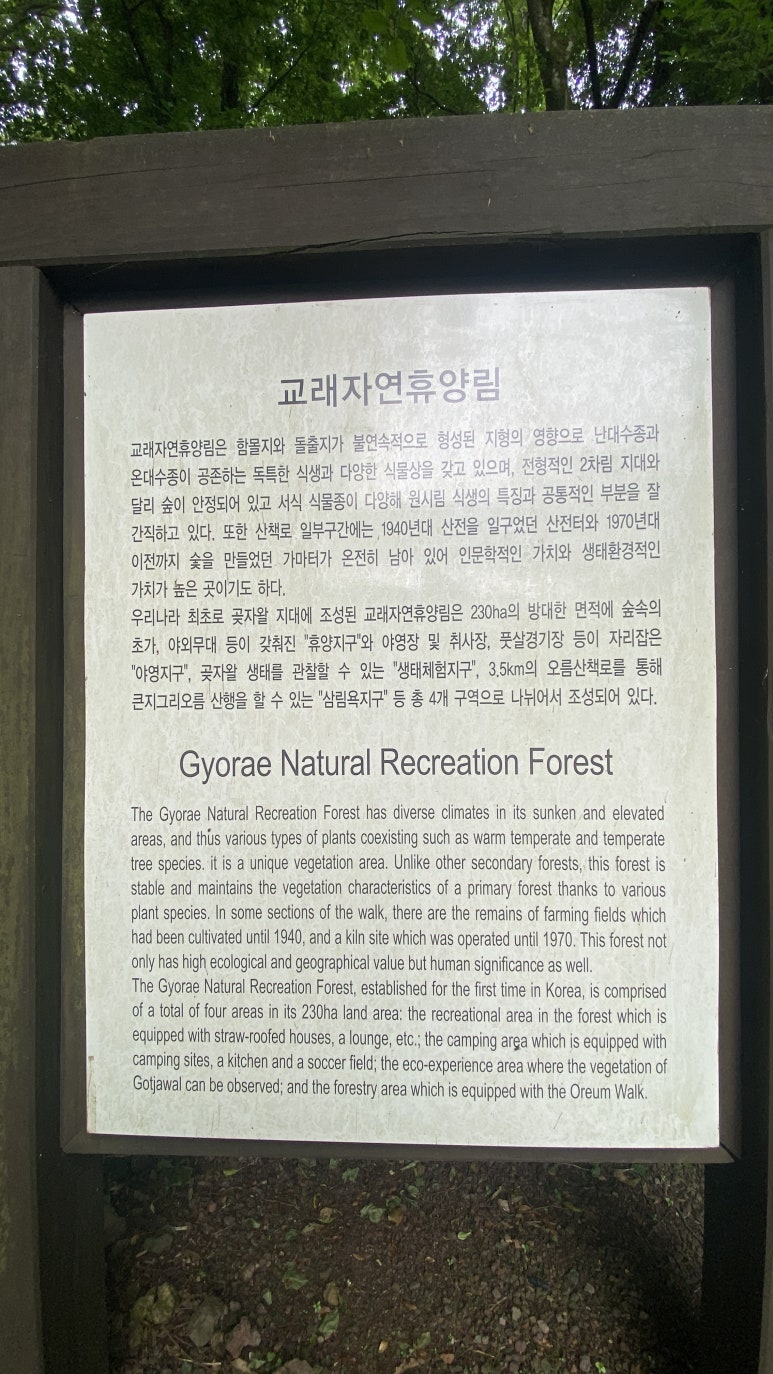 교래자연휴양림
교래자연휴양림은 함몰지와 돌출지가 불연속적으로 형성된 지형의 영향으로 난대수종과
온대수종이 공존하는 독특한 식생과 다양한 식물상을 갖고 있으며, 전형적인 2차림 지대와
달리 숲이 안정되어 있고 서식 식물종이 다양해 원시림 식생의 특징과 공통적인 부분을 잘
간직하고 있다. 또한 산책로 일부구간에는 1940년대 산전을 일구었던 산전터와 1970년대
이전까지 숯을 만들었던 가마터가 온전히 남아 있어 인문학적인 가치와 생태환경적인
가치가 높은 곳이기도 하다.
우리나라 최초로 곶자왈 지대에 조성된 교래자연휴양림은 230ha의 방대한 면적에 숲속의
초가, 야외무대 등이 갖춰진 "휴양지구"와 야영장 및 취사장, 풋살경기장 등이 자리잡은
"야영지구", 곶자왈 생태를 관찰할 수 있는 "생태체험지구", 3.5km의 오름산책로를 통해
큰지그리오름 산행을 할 수 있는 "삼림욕지구" 등 총 4개 구역으로 나뉘어서 조성되어 있다.
Gyorae Natural Recreation Forest
The Gyorae Natural Recreation Forest has diverse climates in its sunken and elevated
areas, and thus various types of plants coexisting such as warm temperate and temperate
tree species. it is a unique vegetation area. Unlike other secondary forests, this forest is
stable and maintains the vegetation characteristics of a primary forest thanks to various
plant species. In some sections of the walk, there are the remains of farming fields which
had been cultivated until 1940, and a kiln site which was operated until 1970. This forest not
only has high ecological and geographical value but human significance as well.
The Gyorae Natural Recreation Forest, established for the first time in Korea, is comprised
of a total of four areas in its 230ha land area: the recreational area in the forest which is
equipped with straw-roofed houses, a lounge, etc.; the camping area which is equipped with
camping sites, a kitchen and a soccer field; the eco-experience area where the vegetation of
Gotjawal can be observed; and the forestry area which is equipped with the Oreum Walk.